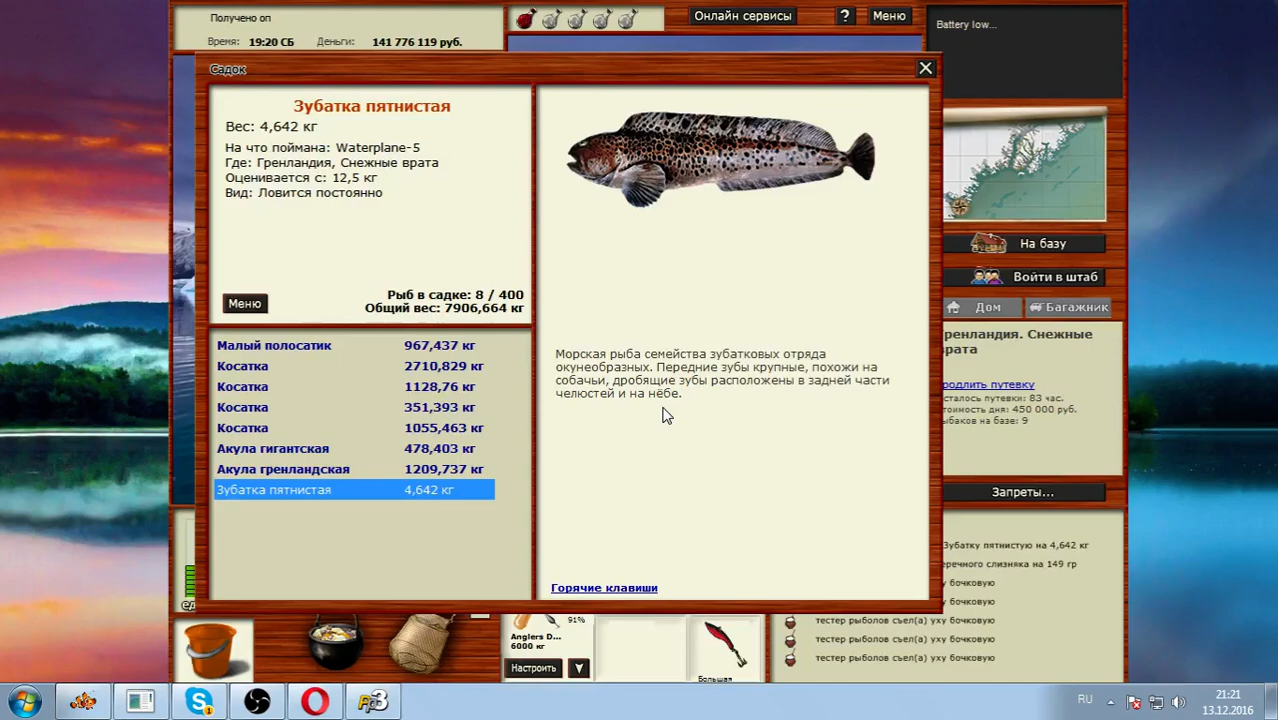 Получено оп
Время: 19:20 СБ Деньги: 141 776 119 руб.
Онлайн сервисы
?
Меню
Battery low...
Садок
Зубатка пятнистая
Вес: 4,642 кг
На что поймана: Waterplane-5
Где: Гренландия, Снежные врата
Оценивается с: 12,5 кг
Вид: Ловится постоянно
Меню
Рыб в садке: 8 / 400
Общий вес: 7906,664 кг
Малый полосатик 967,437 кг
Косатка 2710,829 кг
Косатка 1128,76 кг
Косатка 351,393 кг
Косатка 1055,463 кг
Акула гигантская 478,403 кг
Акула гренландская 1209,737 кг
Зубатка пятнистая 4,642 кг
Морская рыба семейства зубатковых отряда
окунеобразных. Передние зубы крупные, похожи на
собачьи, дробящие зубы расположены в задней части
челюстей и на нёбе.
Горячие клавиши
На базу
Войти в штаб
Дом
Багажник
ренландия. Снежные
врата
родлить путевку
сталось путевки: 83 час.
тоимость дня: 450 000 руб.
ыбаков на базе: 9
Запреты...
Зубатку пятнистую на 4,642 кг
еречного слизняка на 149 гр
бочковую
бочковую
тестер рыболов съел(а) уху бочковую
тестер рыболов съел(а) уху бочковую
тестер рыболов съел(а) уху бочковую
ед
91%
Anglers D...
6000 кг
Настроить
Большая
RU
21:21
13.12.2016